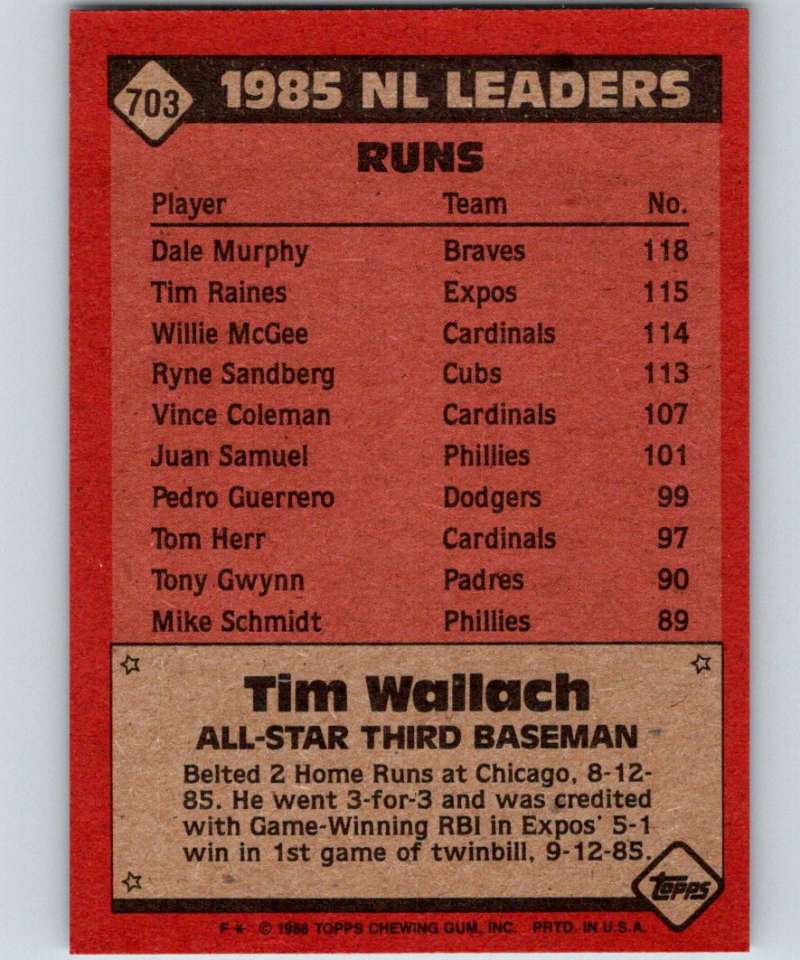 703 1985 NL LEADERS
RUNS
Player Team No.
Dale Murphy Braves 118
Tim Raines Expos 115
Willie McGee Cardinals 114
Ryne Sandberg Cubs 113
Vince Coleman Cardinals 107
Juan Samuel Phillies 101
Pedro Guerrero Dodgers 99
Tom Herr Cardinals 97
Tony Gwynn Padres 90
Mike Schmidt Phillies 89
Tim Wallach
ALL-STAR THIRD BASEMAN
Belted 2 Home Runs at Chicago, 8-12-
85. He went 3-for-3 and was credited
with Game-Winning RBI in Expos' 5-1
win in 1st game of twinbill, 9-12-85.
Topps
F * © 1986 TOPPS CHEWING GUM, INC. PRTD. IN U.S.A.